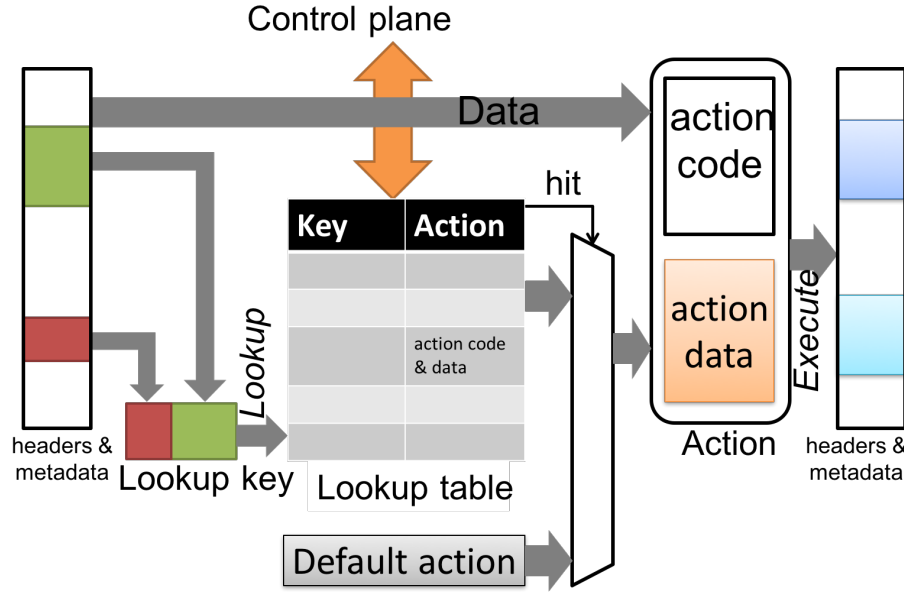 Control plane
Data
action
code
hit
Key
Action
action code
& data
Lookup
action
data
Execute
headers &
metadata
Lookup key
Lookup table
Action
headers &
metadata
Default action